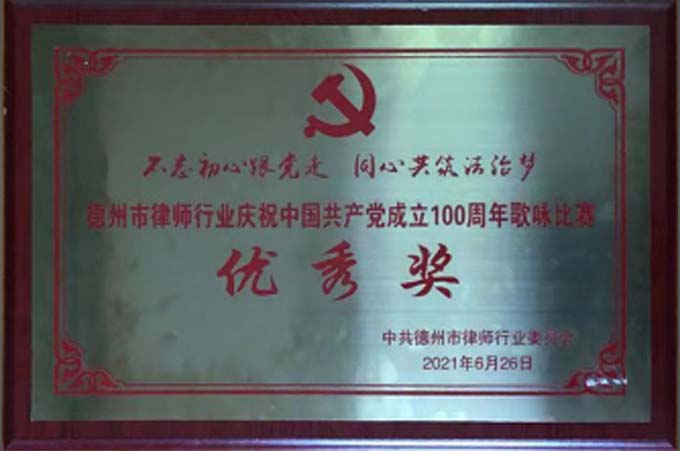 不忘初心跟党走 同心共筑法治梦
德州市律师行业庆祝中国共产党成立100周年歌咏比赛
优秀奖
中共德州市律师行业委员会
2021年6月26日